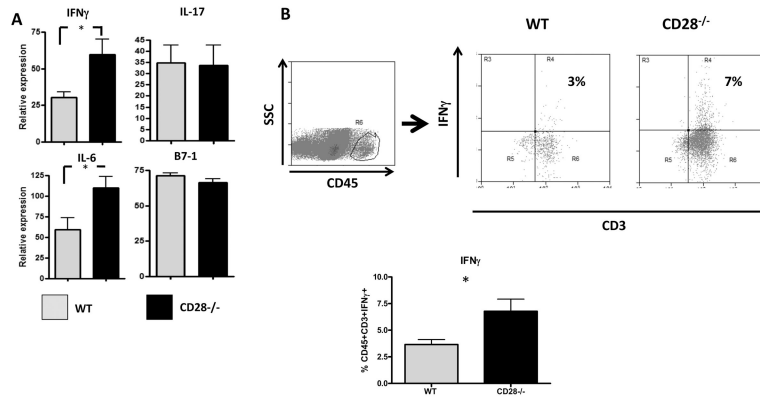 A
IFNγ
IL-17
*
Relative expression
75
50
25
0
45
40
35
30
25
20
15
10
5
0
IL-6
B7-1
*
Relative expression
150
125
100
75
50
25
0
75
50
25
0
WT
CD28-/-
B
WT
CD28-/-
SSC
R6
CD45
IFNγ
R3
R4
3%
R5
R6
R3
R4
7%
R5
R6
CD3
IFNγ
*
% CD45+CD3+IFNγ+
10.0
7.5
5.0
2.5
0.0
WT
CD28-/-